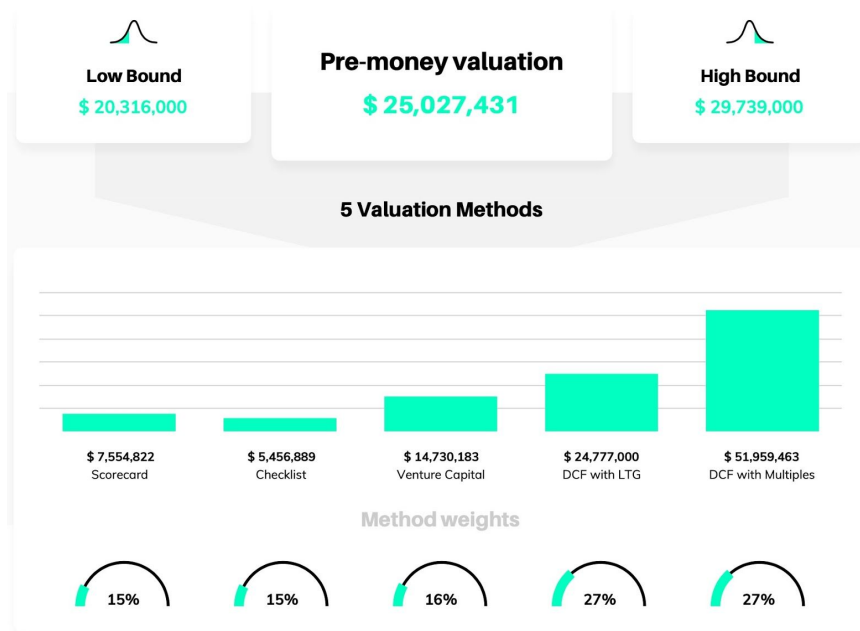 Low Bound
$ 20,316,000
Pre-money valuation
$ 25,027,431
High Bound
$ 29,739,000
5 Valuation Methods
$ 7,554,822
Scorecard
$ 5,456,889
Checklist
$ 14,730,183
Venture Capital
$ 24,777,000
DCF with LTG
$ 51,959,463
DCF with Multiples
Method weights
15%
15%
16%
27%
27%